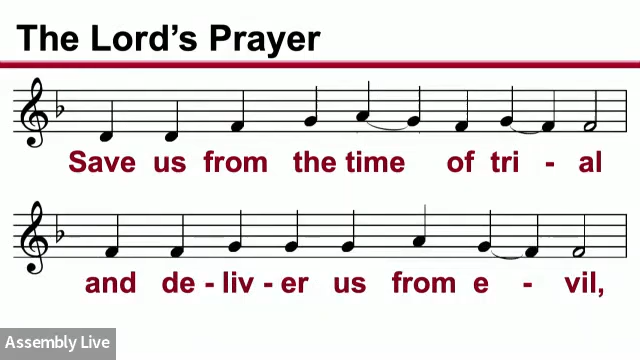 The Lord's Prayer
Save us from the time of tri - al
and de - liv - er us from e - vil,
Assembly Live